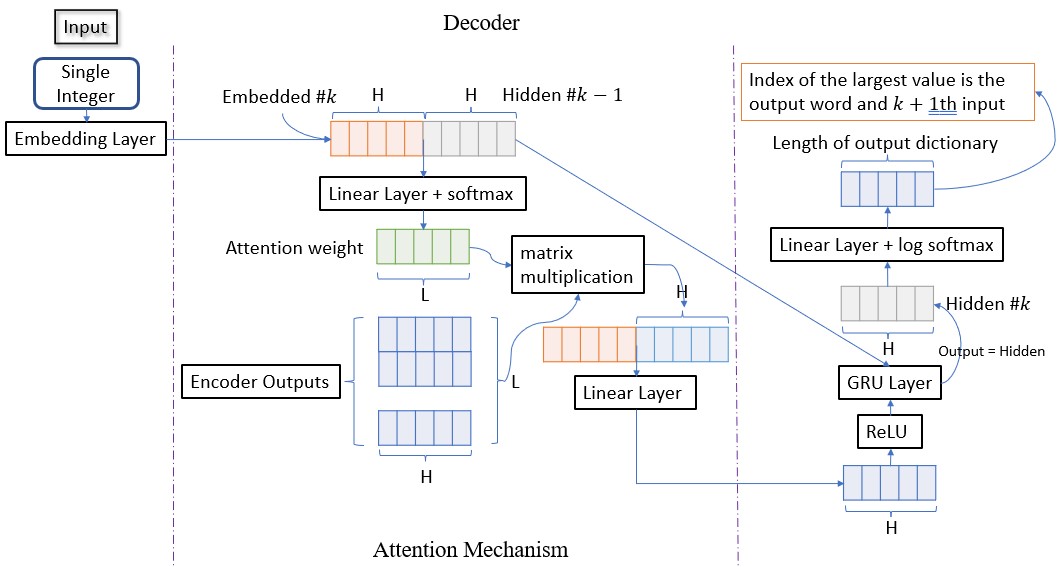 Decoder
Input
Single
Integer
Embedding Layer
Embedded #k
H
H
Hidden #k − 1
Linear Layer + softmax
Attention weight
L
matrix
multiplication
H
Encoder Outputs
L
H
Linear Layer
Attention Mechanism
Index of the largest value is the
output word and k + 1th input
Length of output dictionary
Linear Layer + log softmax
Hidden #k
H
Output = Hidden
GRU Layer
ReLU
H